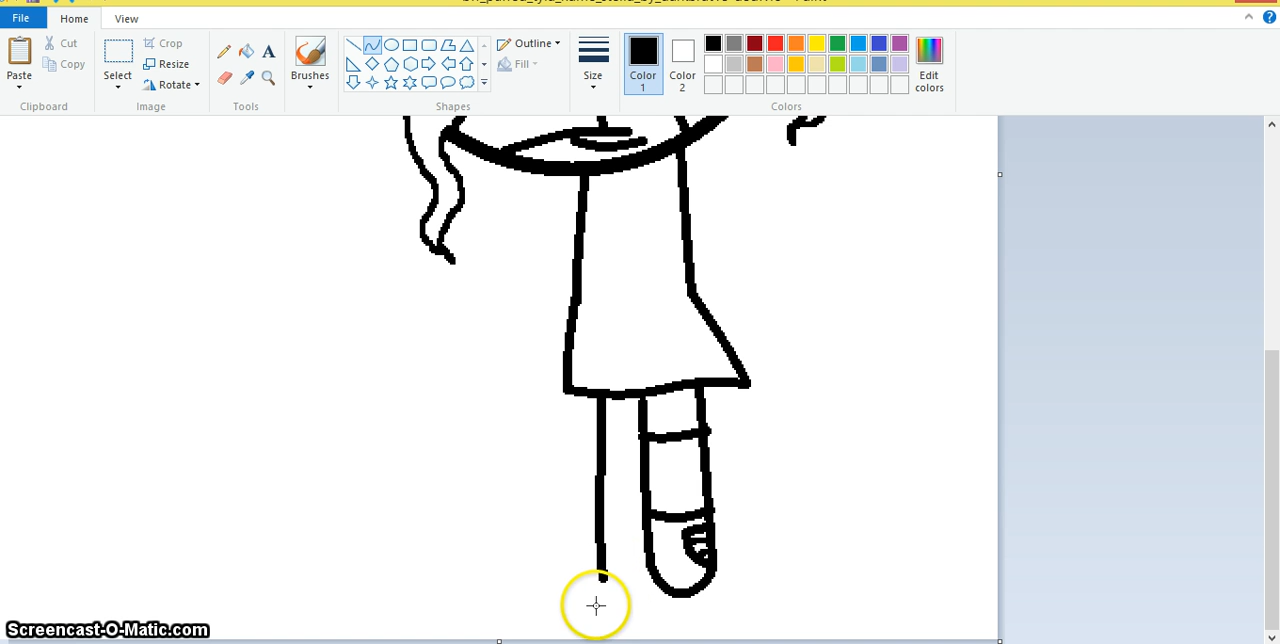 File
Home
View
Paste
Cut
Copy
Clipboard
Select
Crop
Resize
Rotate
Image
A
Tools
Brushes
Outline
Fill
Shapes
Size
Color
1
Color
2
Edit
colors
Colors
Screencast-O-Matic.com